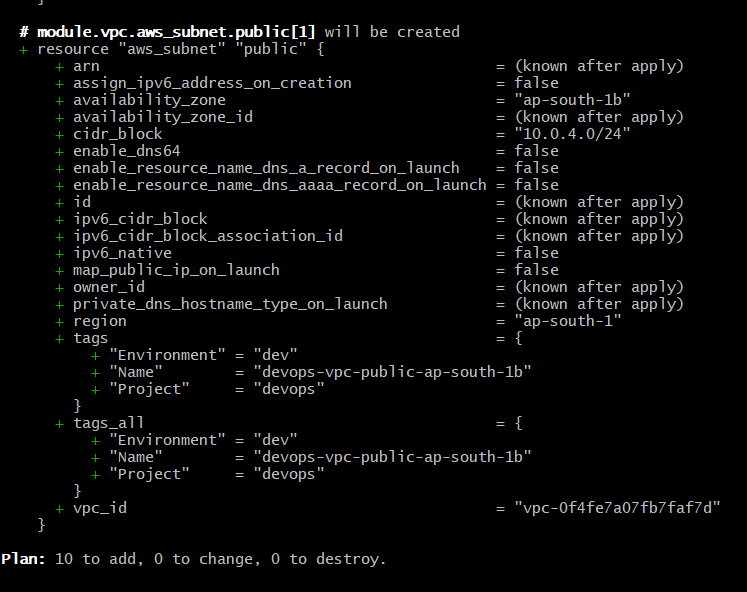 }
# module.vpc.aws_subnet.public[1] will be created
+ resource "aws_subnet" "public" {
+ arn = (known after apply)
+ assign_ipv6_address_on_creation = false
+ availability_zone = "ap-south-1b"
+ availability_zone_id = (known after apply)
+ cidr_block = "10.0.4.0/24"
+ enable_dns64 = false
+ enable_resource_name_dns_a_record_on_launch = false
+ enable_resource_name_dns_aaaa_record_on_launch = false
+ id = (known after apply)
+ ipv6_cidr_block = (known after apply)
+ ipv6_cidr_block_association_id = (known after apply)
+ ipv6_native = false
+ map_public_ip_on_launch = false
+ owner_id = (known after apply)
+ private_dns_hostname_type_on_launch = (known after apply)
+ region = "ap-south-1"
+ tags = {
+ "Environment" = "dev"
+ "Name" = "devops-vpc-public-ap-south-1b"
+ "Project" = "devops"
}
+ tags_all = {
+ "Environment" = "dev"
+ "Name" = "devops-vpc-public-ap-south-1b"
+ "Project" = "devops"
}
+ vpc_id = "vpc-0f4fe7a07fb7faf7d"
}
Plan: 10 to add, 0 to change, 0 to destroy.